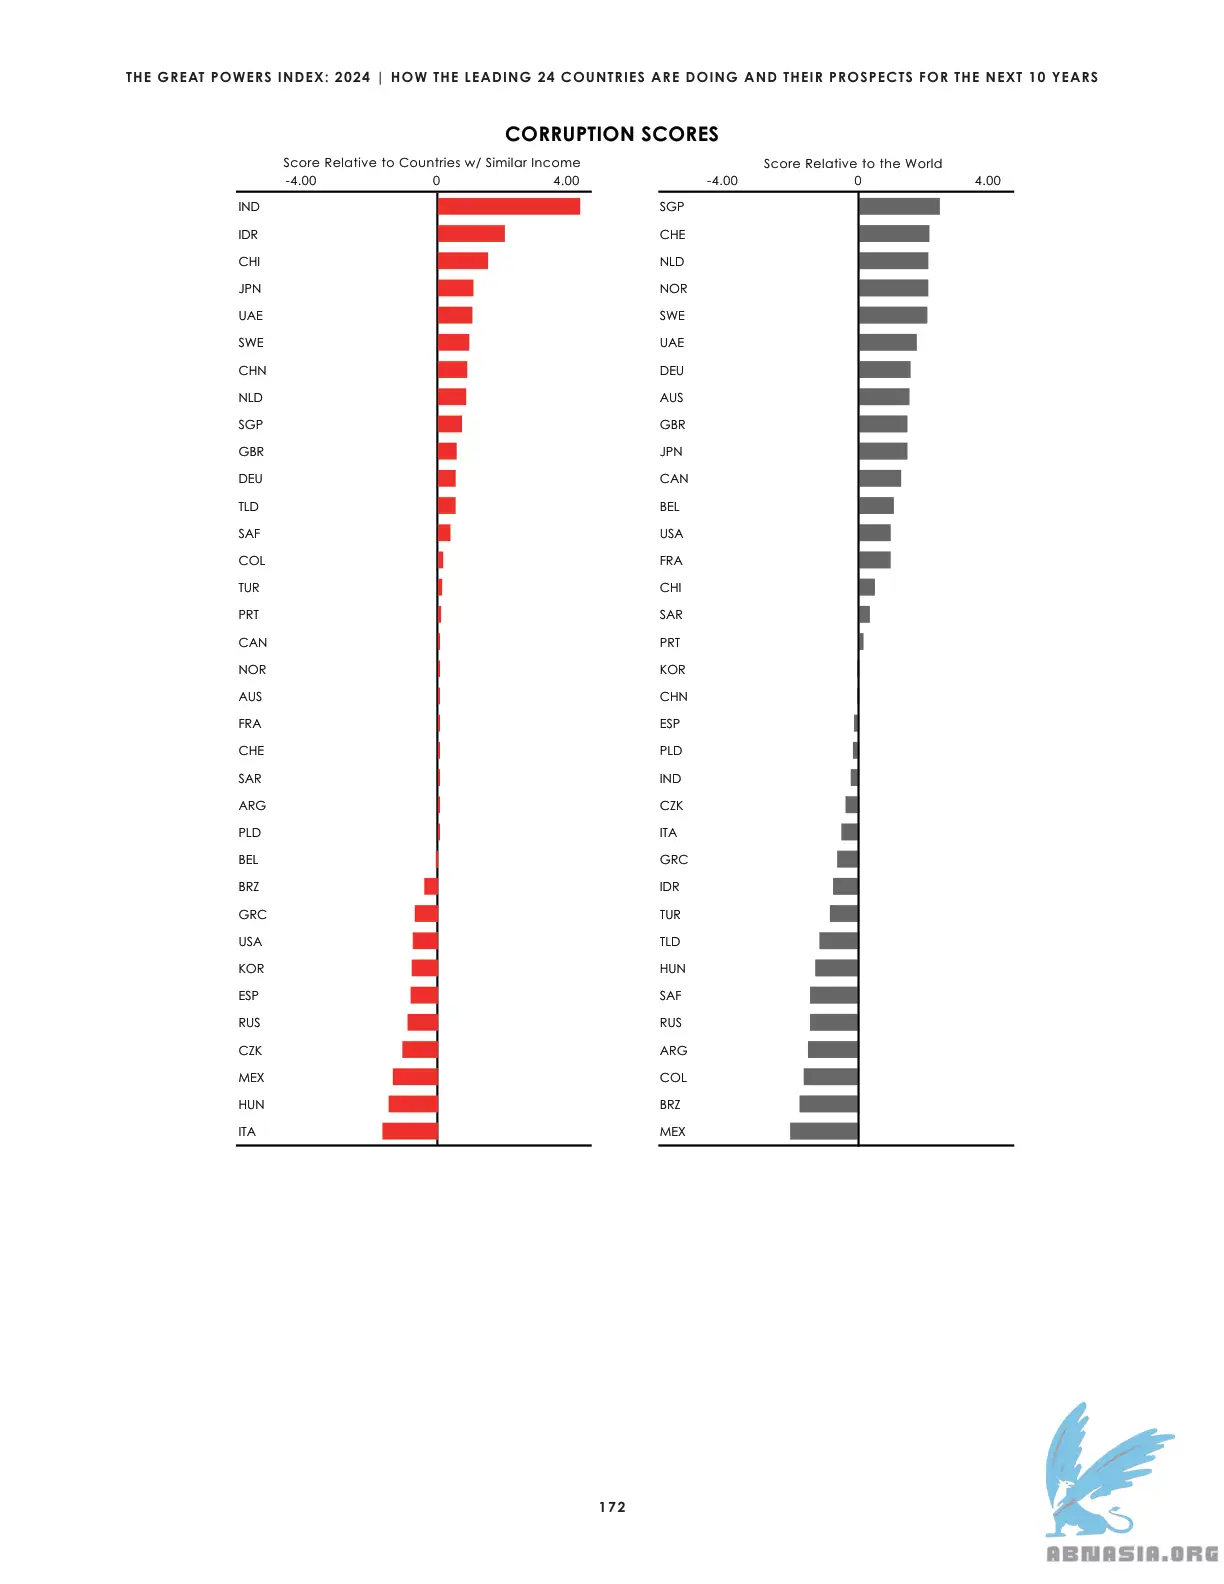 THE GREAT POWERS INDEX: 2024 | HOW THE LEADING 24 COUNTRIES ARE DOING AND THEIR PROSPECTS FOR THE NEXT 10 YEARS
CORRUPTION SCORES
Score Relative to Countries w/ Similar Income
-4.00 0 4.00
IND
IDR
CHI
JPN
UAE
SWE
CHN
NLD
SGP
GBR
DEU
TLD
SAF
COL
TUR
PRT
CAN
NOR
AUS
FRA
CHE
SAR
ARG
PLD
BEL
BRZ
GRC
USA
KOR
ESP
RUS
CZK
MEX
HUN
ITA
Score Relative to the World
-4.00 0 4.00
SGP
CHE
NLD
NOR
SWE
UAE
DEU
AUS
GBR
JPN
CAN
BEL
USA
FRA
CHI
SAR
PRT
KOR
CHN
ESP
PLD
IND
CZK
ITA
GRC
IDR
TUR
TLD
HUN
SAF
RUS
ARG
COL
BRZ
MEX
172
ABNASIA.ORG